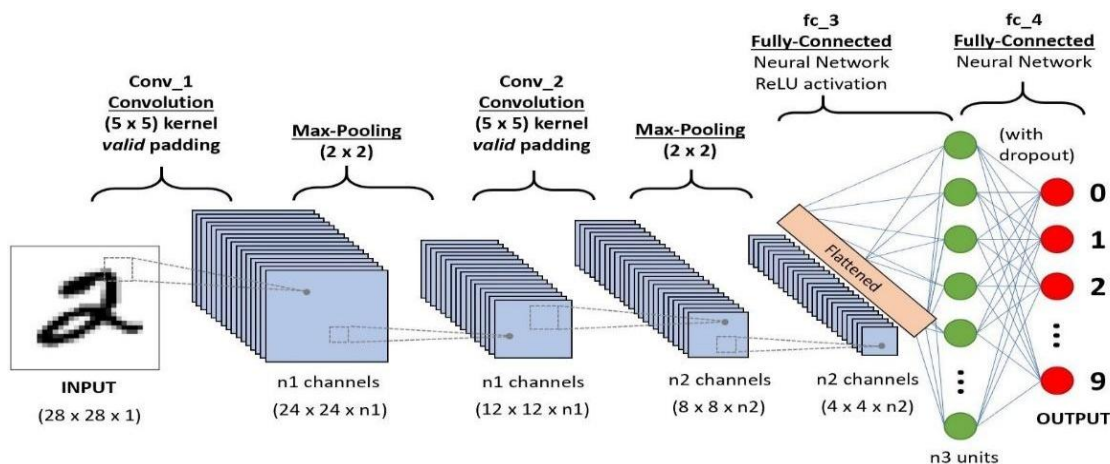 fc_3
Fully-Connected
Neural Network
ReLU activation
fc_4
Fully-Connected
Neural Network
Conv_1
Convolution
(5 x 5) kernel
valid padding
Max-Pooling
(2 x 2)
Conv_2
Convolution
(5 x 5) kernel
valid padding
Max-Pooling
(2 x 2)
(with
dropout)
Flattened
0
1
2
9
OUTPUT
INPUT
(28 x 28 x 1)
n1 channels
(24 x 24 x n1)
n1 channels
(12 x 12 x n1)
n2 channels
(8 x 8 x n2)
n2 channels
(4 x 4 x n2)
n3 units
2